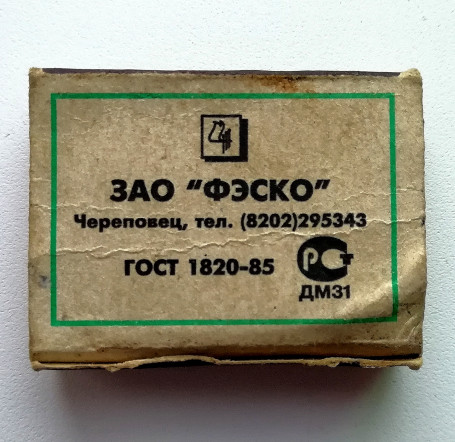 ЗАО "ФЭСКО"
Череповец, тел. (8202)295343
ГОСТ 1820-85
РСТ
ДМ31